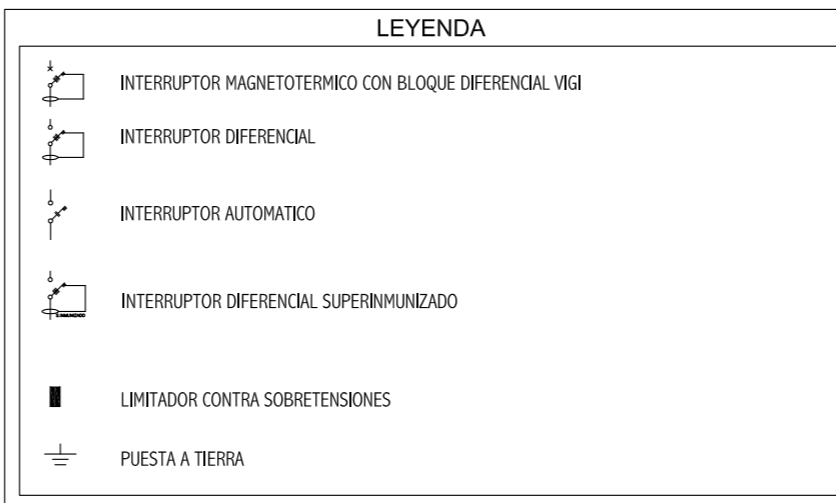 LEYENDA
INTERRUPTOR MAGNETOTERMICO CON BLOQUE DIFERENCIAL VIGI
INTERRUPTOR DIFERENCIAL
INTERRUPTOR AUTOMATICO
INTERRUPTOR DIFERENCIAL SUPERINMUNIZADO
LIMITADOR CONTRA SOBRETENSIONES
PUESTA A TIERRA